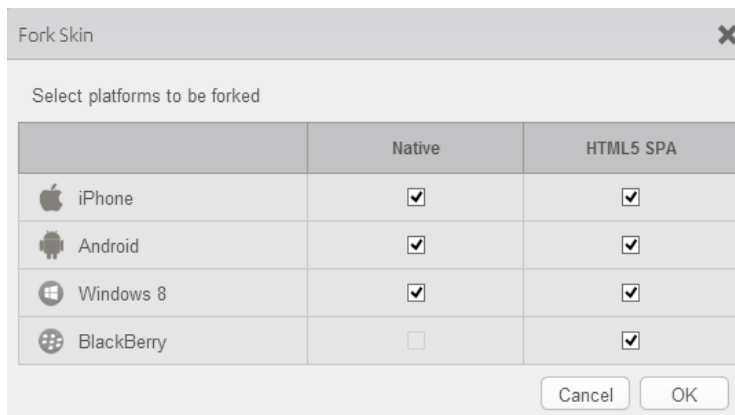 Fork Skin
Select platforms to be forked
Native HTML5 SPA
iPhone
Android
Windows 8
BlackBerry
Cancel OK